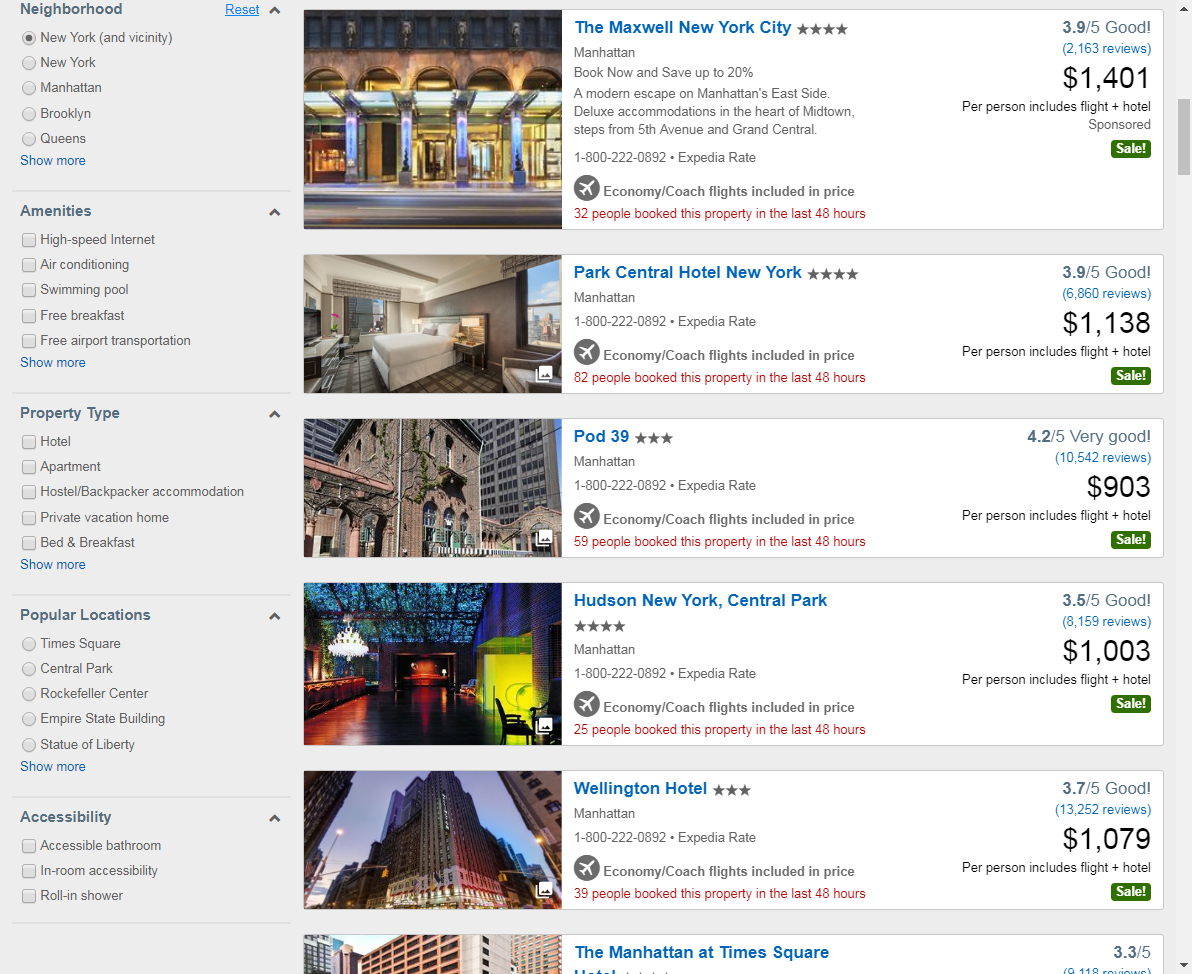 Neighborhood Reset
New York (and vicinity)
New York
Manhattan
Brooklyn
Queens
Show more
Amenities
High-speed Internet
Air conditioning
Swimming pool
Free breakfast
Free airport transportation
Show more
Property Type
Hotel
Apartment
Hostel/Backpacker accommodation
Private vacation home
Bed & Breakfast
Show more
Popular Locations
Times Square
Central Park
Rockefeller Center
Empire State Building
Statue of Liberty
Show more
Accessibility
Accessible bathroom
In-room accessibility
Roll-in shower
The Maxwell New York City
Manhattan
Book Now and Save up to 20%
A modern escape on Manhattan's East Side.
Deluxe accommodations in the heart of Midtown,
steps from 5th Avenue and Grand Central.
1-800-222-0892 • Expedia Rate
Economy/Coach flights included in price
32 people booked this property in the last 48 hours
3.9/5 Good!
(2,163 reviews)
$1,401
Per person includes flight + hotel
Sponsored
Sale!
Park Central Hotel New York
Manhattan
1-800-222-0892 • Expedia Rate
Economy/Coach flights included in price
82 people booked this property in the last 48 hours
3.9/5 Good!
(6,860 reviews)
$1,138
Per person includes flight + hotel
Sale!
Pod 39
Manhattan
1-800-222-0892 • Expedia Rate
Economy/Coach flights included in price
59 people booked this property in the last 48 hours
4.2/5 Very good!
(10,542 reviews)
$903
Per person includes flight + hotel
Sale!
Hudson New York, Central Park
Manhattan
1-800-222-0892 • Expedia Rate
Economy/Coach flights included in price
25 people booked this property in the last 48 hours
3.5/5 Good!
(8,159 reviews)
$1,003
Per person includes flight + hotel
Sale!
Wellington Hotel
Manhattan
1-800-222-0892 • Expedia Rate
Economy/Coach flights included in price
39 people booked this property in the last 48 hours
3.7/5 Good!
(13,252 reviews)
$1,079
Per person includes flight + hotel
Sale!
The Manhattan at Times Square
Hotel
3.3/5
(9,118 reviews)